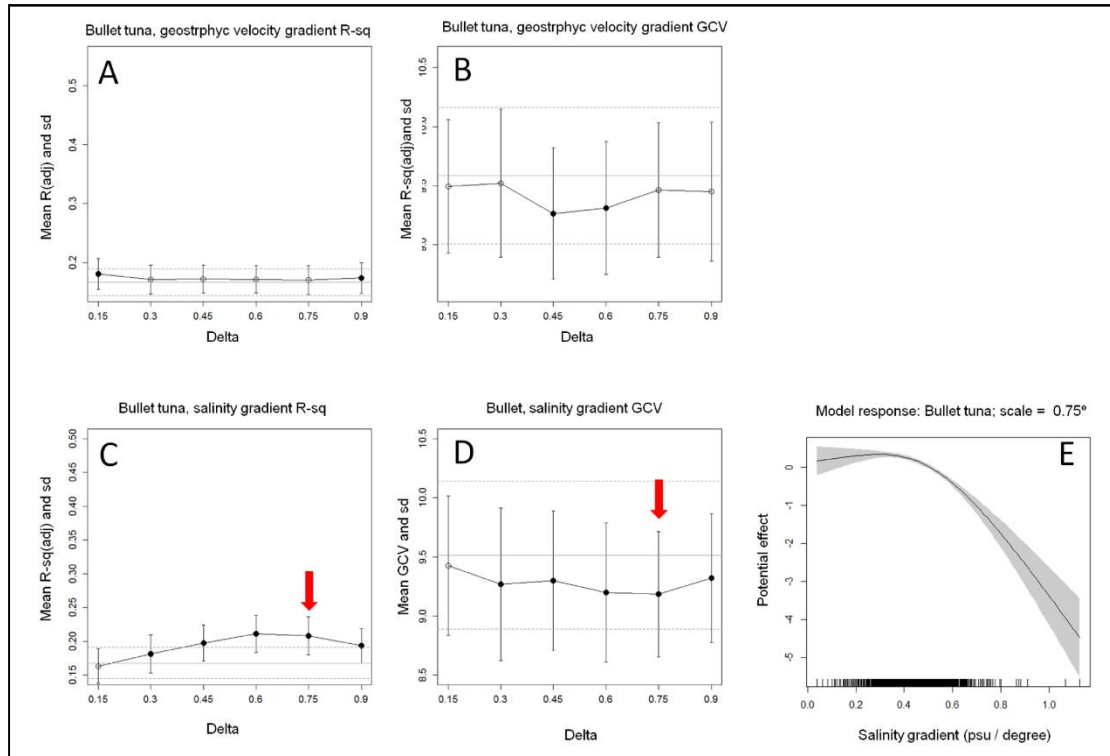 Bullet tuna, geostrphyc velocity gradient R-sq
A
Mean R(adj) and sd
0.5
0.4
0.3
0.2
0.15 0.3 0.45 0.6 0.75 0.9
Delta
Bullet tuna, geostrphyc velocity gradient GCV
B
Mean R-sq(adj)and sd
10.5
10.0
9.5
9.0
0.15 0.3 0.45 0.6 0.75 0.9
Delta
Bullet tuna, salinity gradient R-sq
C
Mean R-sq(adj) and sd
0.50
0.45
0.40
0.35
0.30
0.25
0.20
0.15
0.15 0.3 0.45 0.6 0.75 0.9
Delta
Bullet, salinity gradient GCV
D
Mean GCV and sd
10.5
10.0
9.5
9.0
8.5
0.15 0.3 0.45 0.6 0.75 0.9
Delta
Model response: Bullet tuna; scale = 0.75º
E
Potential effect
0
-1
-2
-3
-4
-5
0.0 0.2 0.4 0.6 0.8 1.0
Salinity gradient (psu / degree)